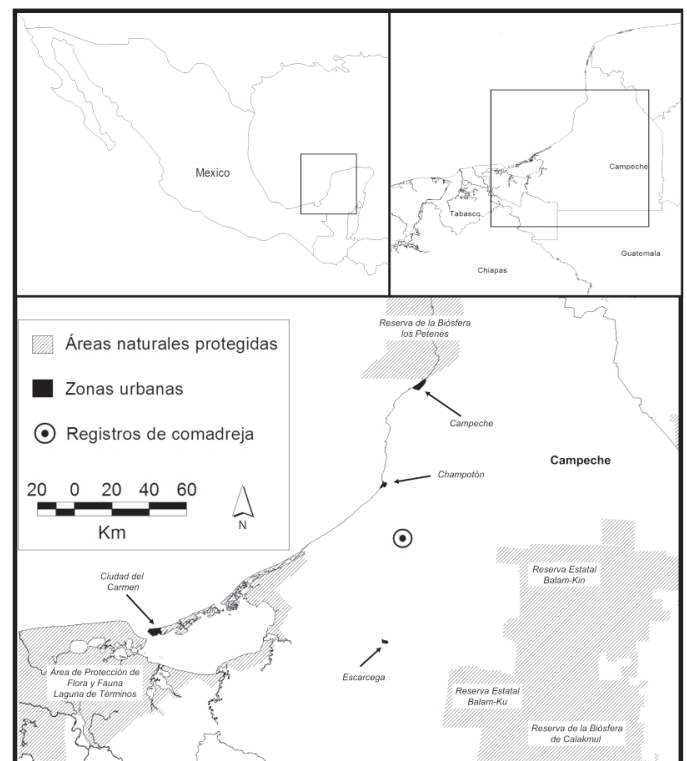 Mexico
Campeche
Tabasco
Guatemala
Chiapas
Áreas naturales protegidas
Zonas urbanas
Registros de comadreja
20 0 20 40 60
Km
N
Reserva de la Biósfera
los Petenes
Campeche
Champotón
Campeche
Reserva Estatal
Balam-Kin
Ciudad del
Carmen
Área de Protección de
Flora y Fauna
Laguna de Términos
Escarcega
Reserva Estatal
Balam-Ku
Reserva de la Biósfera
de Calakmul